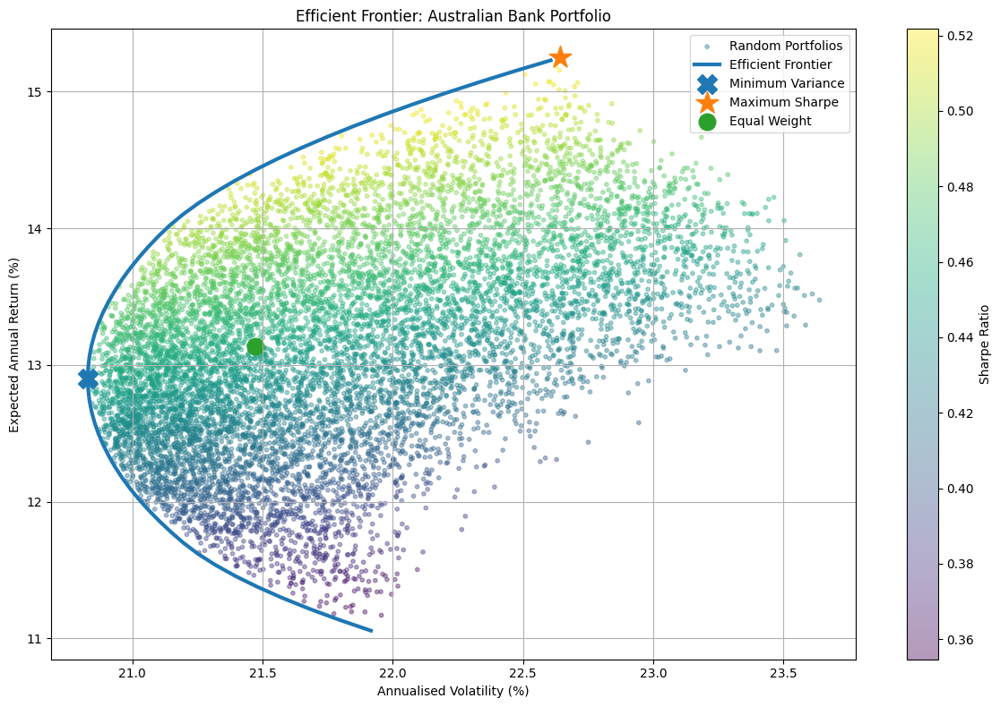 Efficient Frontier: Australian Bank Portfolio
Random Portfolios
Efficient Frontier
Minimum Variance
Maximum Sharpe
Equal Weight
Expected Annual Return (%)
15
14
13
12
11
21.0
21.5
22.0
22.5
23.0
23.5
Annualised Volatility (%)
0.52
0.50
0.48
0.46
0.44
0.42
0.40
0.38
0.36
Sharpe Ratio